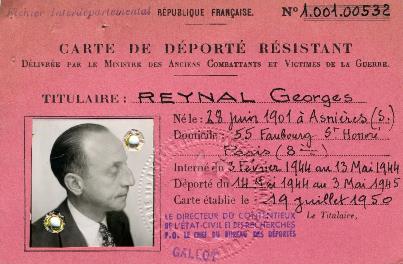 Fichier Interdépartemental
RÉPUBLIQUE FRANÇAISE.
N° 1.001.00532
CARTE DE DÉPORTÉ RÉSISTANT
DÉLIVRÉE PAR LE MINISTRE DES ANCIENS COMBATTANTS ET VICTIMES DE LA GUERRE.
TITULAIRE : REYNAL Georges
Né le : 28 juin 1901 à Asnières (S.)
Domicile : 55 Faubourg St Honoré
Paris (8me)
Interné du 3 Février 1944 au 13 Mai 1944
Déporté du 14 Mai 1944 au 3 Mai 1945
Carte établie le 19 juillet 1950
Le Titulaire,
LE DIRECTEUR DU CONTENTIEUX
DE L'ÉTAT-CIVIL ET DES RECHERCHES
P.O. LE CHEF DU BUREAU DES DÉPORTÉS
GALLOT